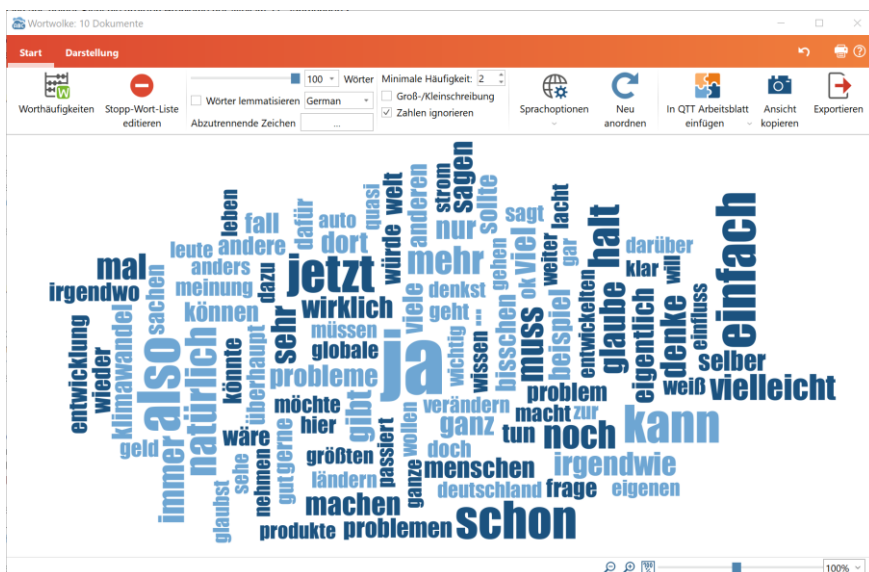 Wortwolke: 10 Dokumente
Start Darstellung
100 Wörter Minimale Häufigkeit: 2
Wörter lemmatisieren German Groß-/Kleinschreibung
Abzutrennende Zeichen ... Zahlen ignorieren
Worthäufigkeiten Stopp-Wort-Liste Sprachoptionen Neu In QTT Arbeitsblatt Ansicht Exportieren
editieren anordnen einfügen kopieren
leben
fall
dafür
auto
quasi
welt
anderen
strom
sagen
sollte
leute
andere
dort
würde
nur
gehen
sagt
viel
ok
weiter
lacht
gar
halt
darüber
einfach
mal
anders
dazu
jetzt
mehr
klar
will
irgendwo
sachen
meinung
wirklich
viele
denkst
geht
...
beispiel
entwickelten
glaube
eigentlich
denke
einfluss
entwicklung
wieder
klimawandel
also
natürlich
können
könnte
überhaupt
sehr
müssen
globale
probleme
ja
wichtig
wissen
bisschen
muss
selber
weiß
vielleicht
geld
immer
wäre
möchte
hier
gibt
verändern
ganz
problem
macht
zur
tun
noch
kann
glaubst
sehe
nehmen
gut
gerne
größten
ländern
passiert
wollen
ganze
doch
menschen
irgendwie
deutschland
frage
eigenen
machen
produkte
problemen
schon
100%